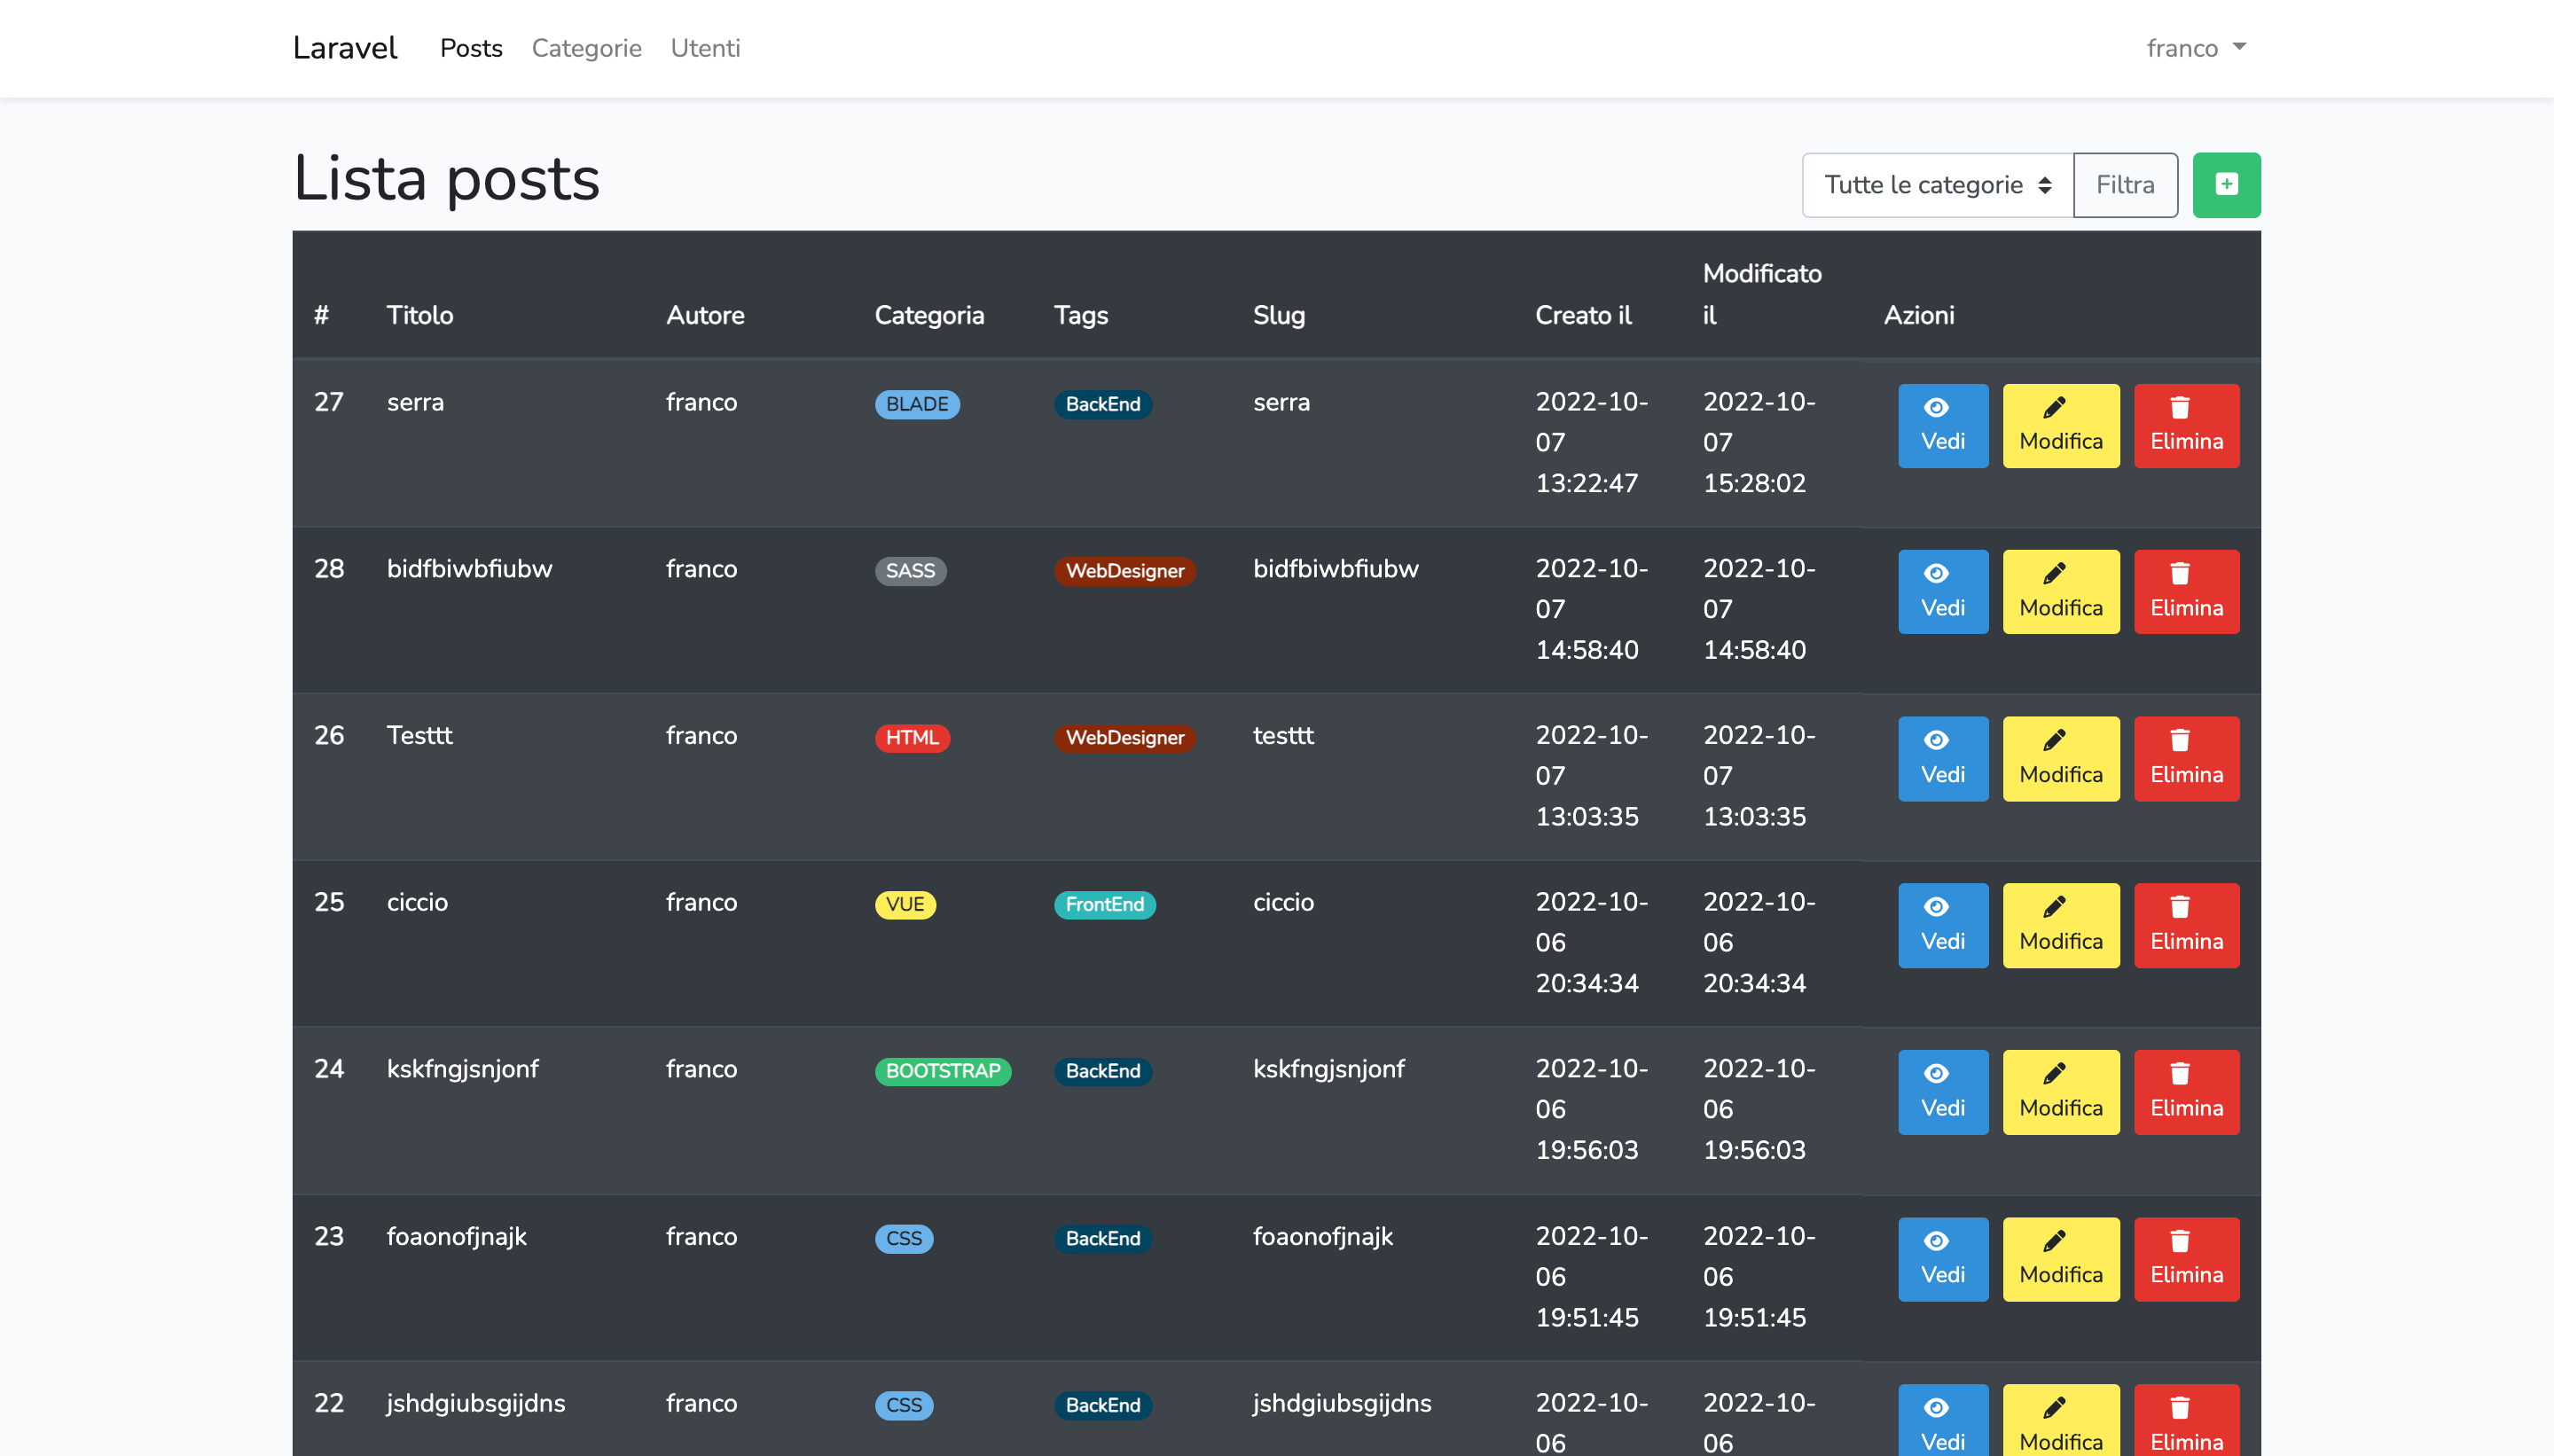 Laravel Posts Categorie Utenti franco
Lista posts Tutte le categorie Filtra
# Titolo Autore Categoria Tags Slug Creato il Modificato il Azioni
27 serra franco BLADE BackEnd serra 2022-10- 2022-10-
07 07 Vedi Modifica Elimina
13:22:47 15:28:02
28 bidfbiwbfiubw franco SASS WebDesigner bidfbiwbfiubw 2022-10- 2022-10-
07 07 Vedi Modifica Elimina
14:58:40 14:58:40
26 Testtt franco HTML WebDesigner testtt 2022-10- 2022-10-
07 07 Vedi Modifica Elimina
13:03:35 13:03:35
25 ciccio franco VUE FrontEnd ciccio 2022-10- 2022-10-
06 06 Vedi Modifica Elimina
20:34:34 20:34:34
24 kskfngjsnjonf franco BOOTSTRAP BackEnd kskfngjsnjonf 2022-10- 2022-10-
06 06 Vedi Modifica Elimina
19:56:03 19:56:03
23 foaonofjnajk franco CSS BackEnd foaonofjnajk 2022-10- 2022-10-
06 06 Vedi Modifica Elimina
19:51:45 19:51:45
22 jshdgiubsgijdns franco CSS BackEnd jshdgiubsgijdns 2022-10- 2022-10-
06 06 Vedi Modifica Elimina